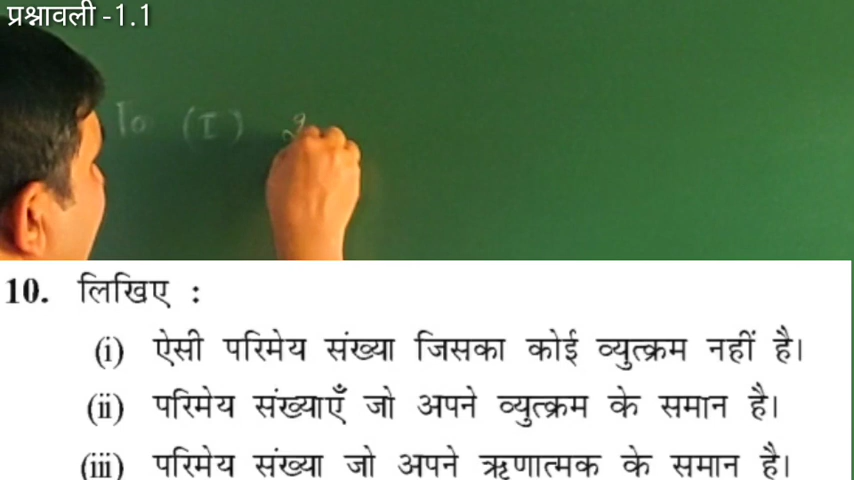 प्रश्नावली -1.1
10. लिखिए :
(i) ऐसी परिमेय संख्या जिसका कोई व्युत्क्रम नहीं है।
(ii) परिमेय संख्याएँ जो अपने व्युत्क्रम के समान है।
(iii) परिमेय संख्या जो अपने ऋणात्मक के समान है।